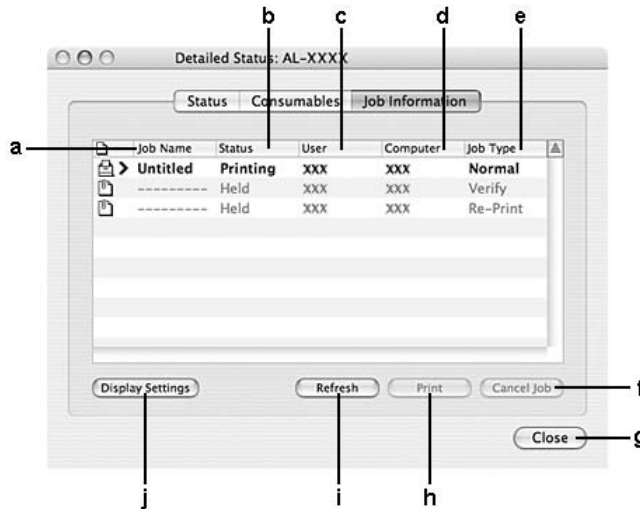 b c d e
Detailed Status: AL-XXXX
Status Consumables Job Information
a
Job Name Status User Computer Job Type
Untitled Printing XXX XXX Normal
--------- Held XXX XXX Verify
--------- Held XXX XXX Re-Print
Display Settings Refresh Print Cancel Job f
Close g
j i h